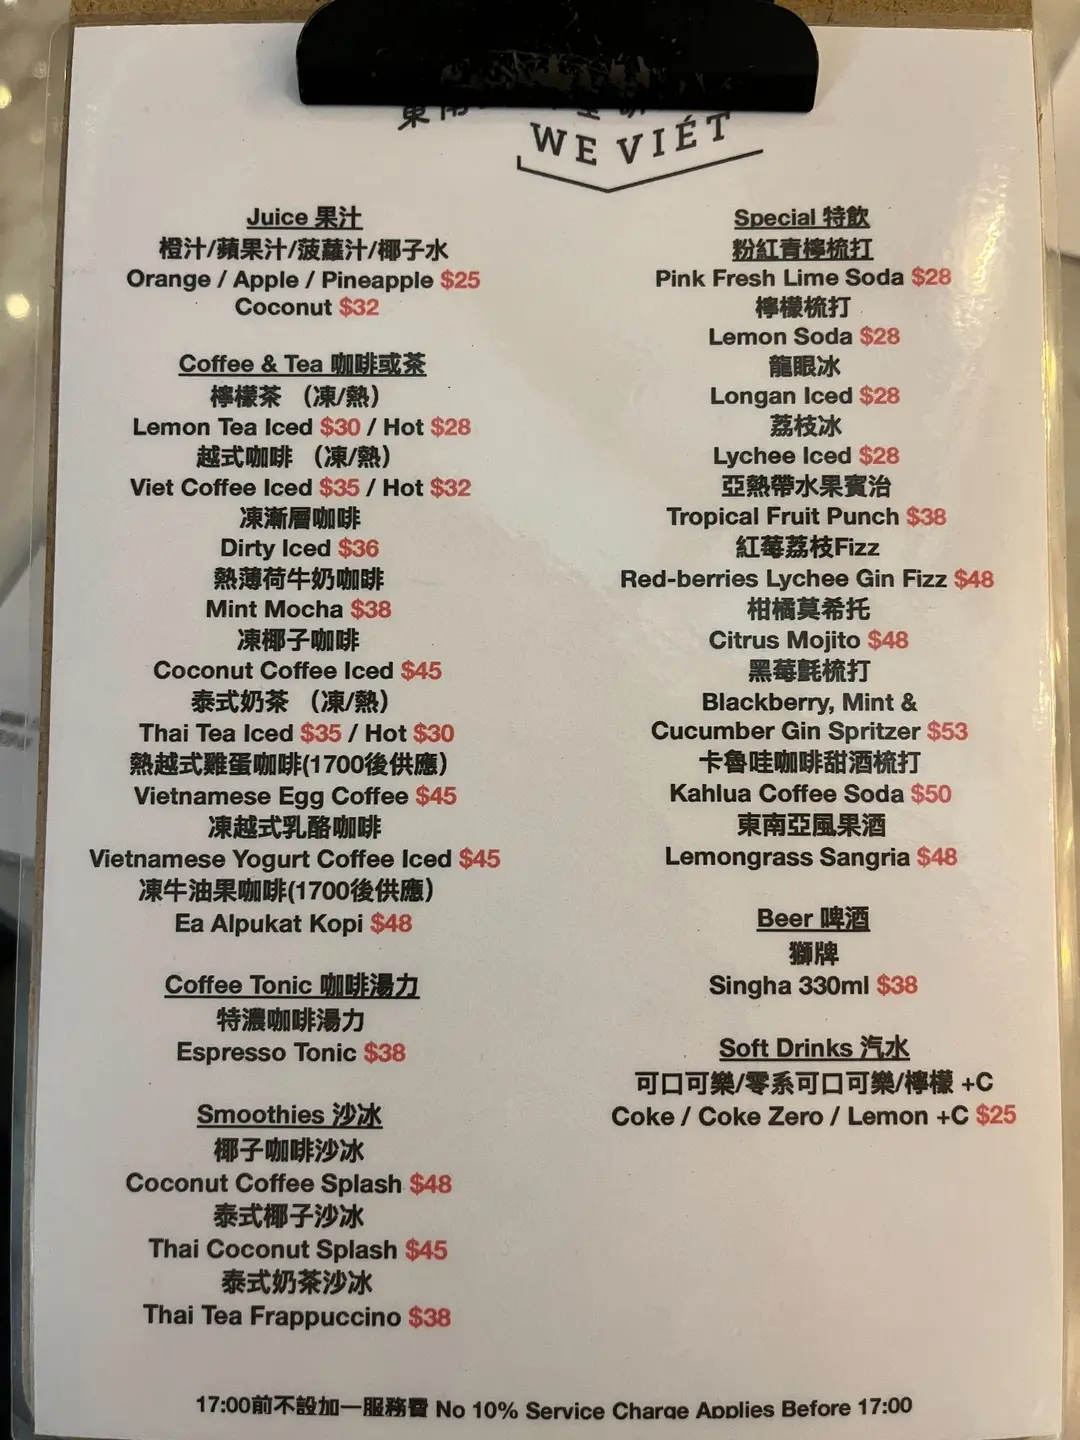 WE VIÉT
Juice 果汁
橙汁/蘋果汁/菠蘿汁/椰子水
Orange / Apple / Pineapple $25
Coconut $32
Coffee & Tea 咖啡或茶
檸檬茶 （凍/熱）
Lemon Tea Iced $30 / Hot $28
越式咖啡 （凍/熱）
Viet Coffee Iced $35 / Hot $32
凍漸層咖啡
Dirty Iced $36
熱薄荷牛奶咖啡
Mint Mocha $38
凍椰子咖啡
Coconut Coffee Iced $45
泰式奶茶 （凍/熱）
Thai Tea Iced $35 / Hot $30
熱越式雞蛋咖啡(1700後供應）
Vietnamese Egg Coffee $45
凍越式乳酪咖啡
Vietnamese Yogurt Coffee Iced $45
凍牛油果咖啡(1700後供應）
Ea Alpukat Kopi $48
Coffee Tonic 咖啡湯力
特濃咖啡湯力
Espresso Tonic $38
Smoothies 沙冰
椰子咖啡沙冰
Coconut Coffee Splash $48
泰式椰子沙冰
Thai Coconut Splash $45
泰式奶茶沙冰
Thai Tea Frappuccino $38
Special 特飲
粉紅青檸梳打
Pink Fresh Lime Soda $28
檸檬梳打
Lemon Soda $28
龍眼冰
Longan Iced $28
荔枝冰
Lychee Iced $28
亞熱帶水果賓治
Tropical Fruit Punch $38
紅莓荔枝Fizz
Red-berries Lychee Gin Fizz $48
柑橘莫希托
Citrus Mojito $48
黑莓氈梳打
Blackberry, Mint &
Cucumber Gin Spritzer $53
卡魯哇咖啡甜酒梳打
Kahlua Coffee Soda $50
東南亞風果酒
Lemongrass Sangria $48
Beer 啤酒
獅牌
Singha 330ml $38
Soft Drinks 汽水
可口可樂/零系可口可樂/檸檬 +C
Coke / Coke Zero / Lemon +C $25
17:00前不設加一服務費 No 10% Service Charge Applies Before 17:00